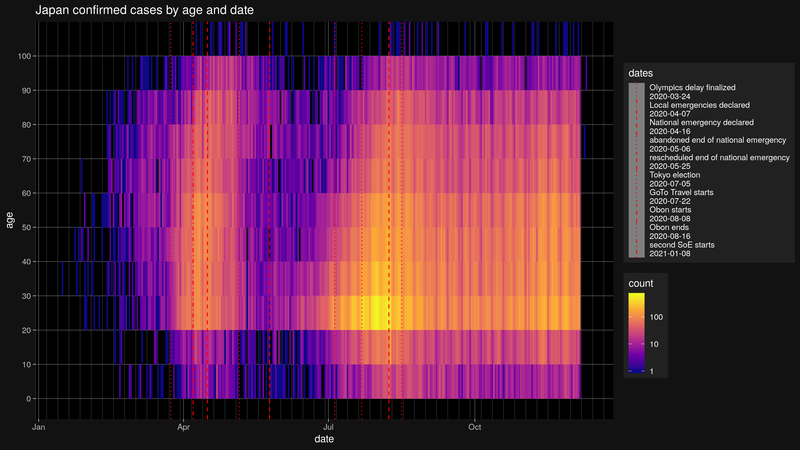 Japan confirmed cases by age and date
100
90
80
70
60
50
40
30
20
10
0
age
Jan
Apr
Jul
Oct
date
dates
Olympics delay finalized
2020-03-24
Local emergencies declared
2020-04-07
National emergency declared
2020-04-16
abandoned end of national emergency
2020-05-06
rescheduled end of national emergency
2020-05-25
Tokyo election
2020-07-05
GoTo Travel starts
2020-07-22
Obon starts
2020-08-08
Obon ends
2020-08-16
second SoE starts
2021-01-08
count
100
10
1